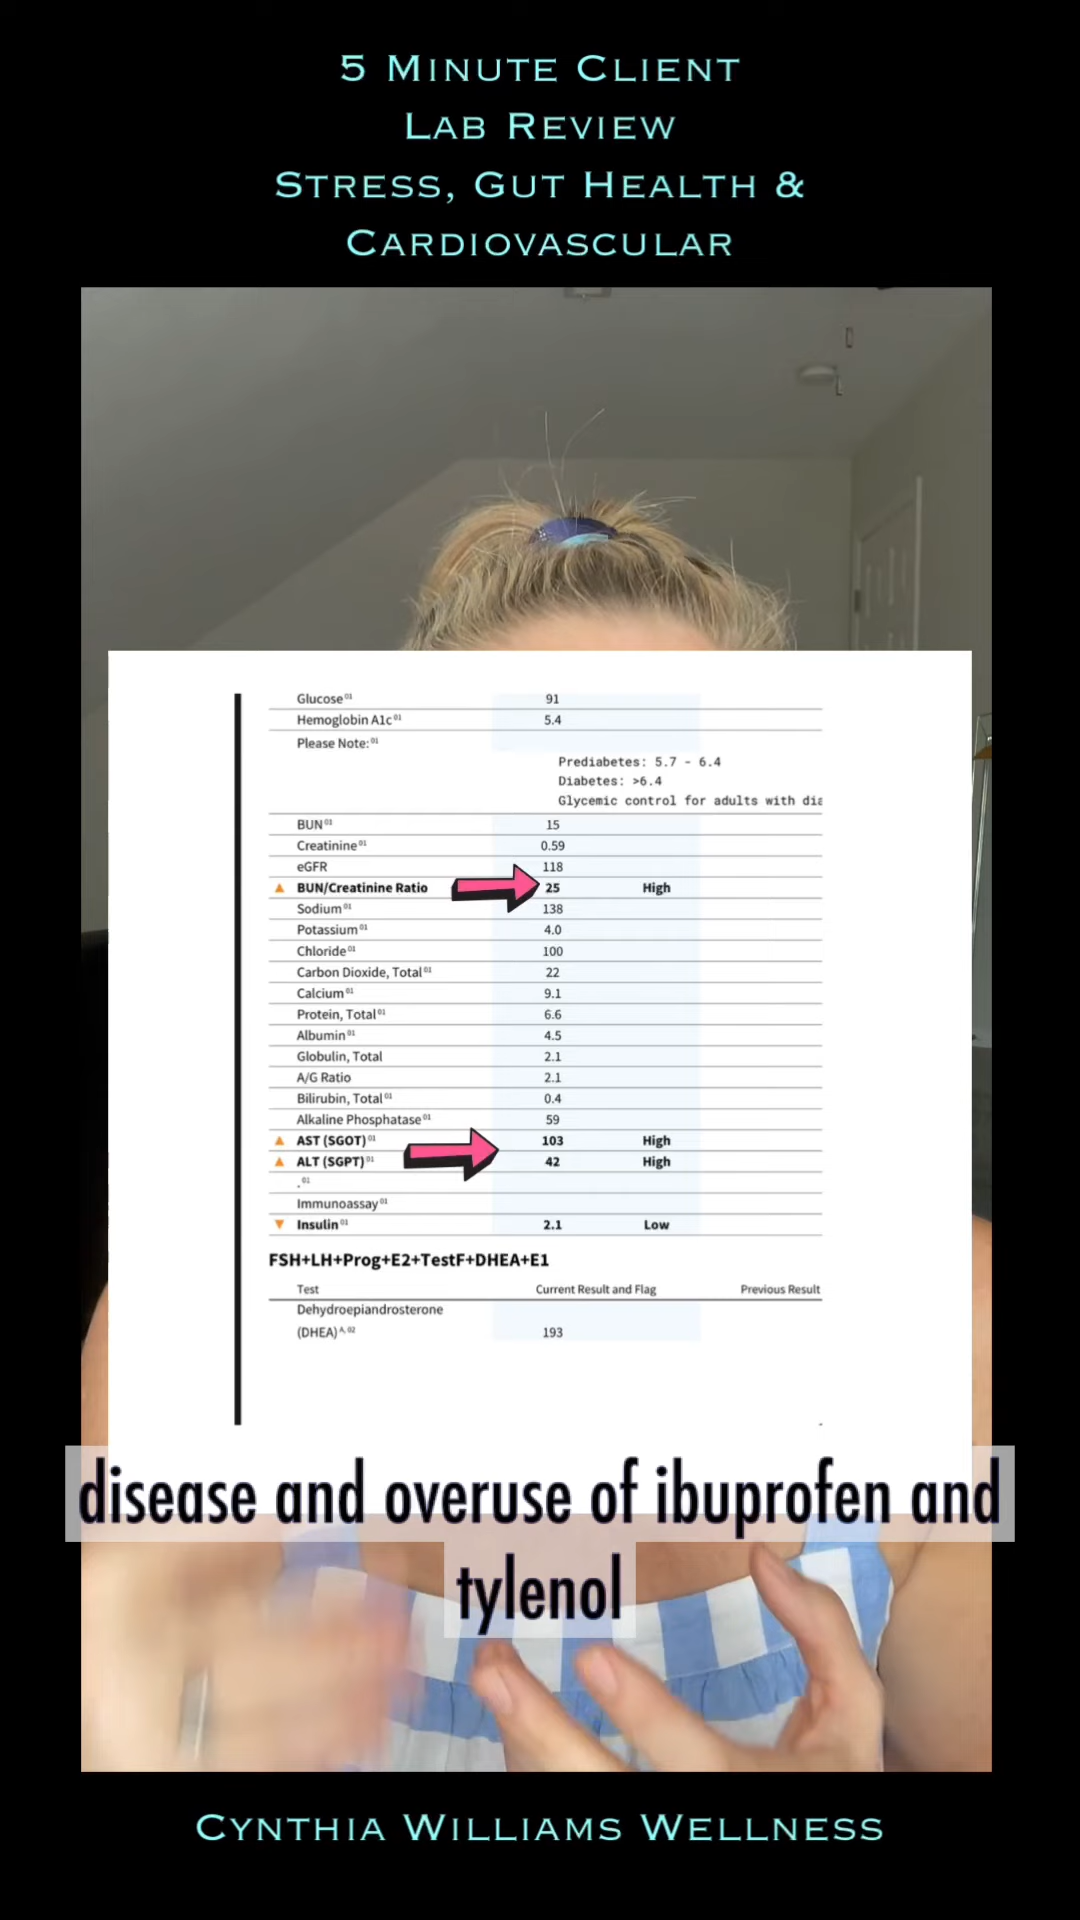 5 MINUTE CLIENT
LAB REVIEW
STRESS, GUT HEALTH &
CARDIOVASCULAR
Glucose 01 91
Hemoglobin A1c 01 5.4
Please Note: 01
Prediabetes: 5.7 - 6.4
Diabetes: >6.4
Glycemic control for adults with dia
BUN 01 15
Creatinine 01 0.59
eGFR 118
▲ BUN/Creatinine Ratio 25 High
Sodium 01 138
Potassium 01 4.0
Chloride 01 100
Carbon Dioxide, Total 01 22
Calcium 01 9.1
Protein, Total 01 6.6
Albumin 01 4.5
Globulin, Total 2.1
A/G Ratio 2.1
Bilirubin, Total 01 0.4
Alkaline Phosphatase 01 59
▲ AST (SGOT) 01 103 High
▲ ALT (SGPT) 01 42 High
. 01
Immunoassay 01
▼ Insulin 01 2.1 Low
FSH+LH+Prog+E2+TestF+DHEA+E1
Test Current Result and Flag Previous Result
Dehydroepiandrosterone
(DHEA) A, 02 193
disease and overuse of ibuprofen and
tylenol
CYNTHIA WILLIAMS WELLNESS